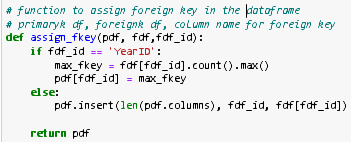 # function to assign foreign key in the dataframe
# primaryk df, foreignk df, column name for foreign key
def assign_fkey(pdf, fdf,fdf_id):
    if fdf_id == 'YearID':
        max_fkey = fdf[fdf_id].count().max()
        pdf[fdf_id] = max_fkey
    else:
        pdf.insert(len(pdf.columns), fdf_id, fdf[fdf_id])

    return pdf